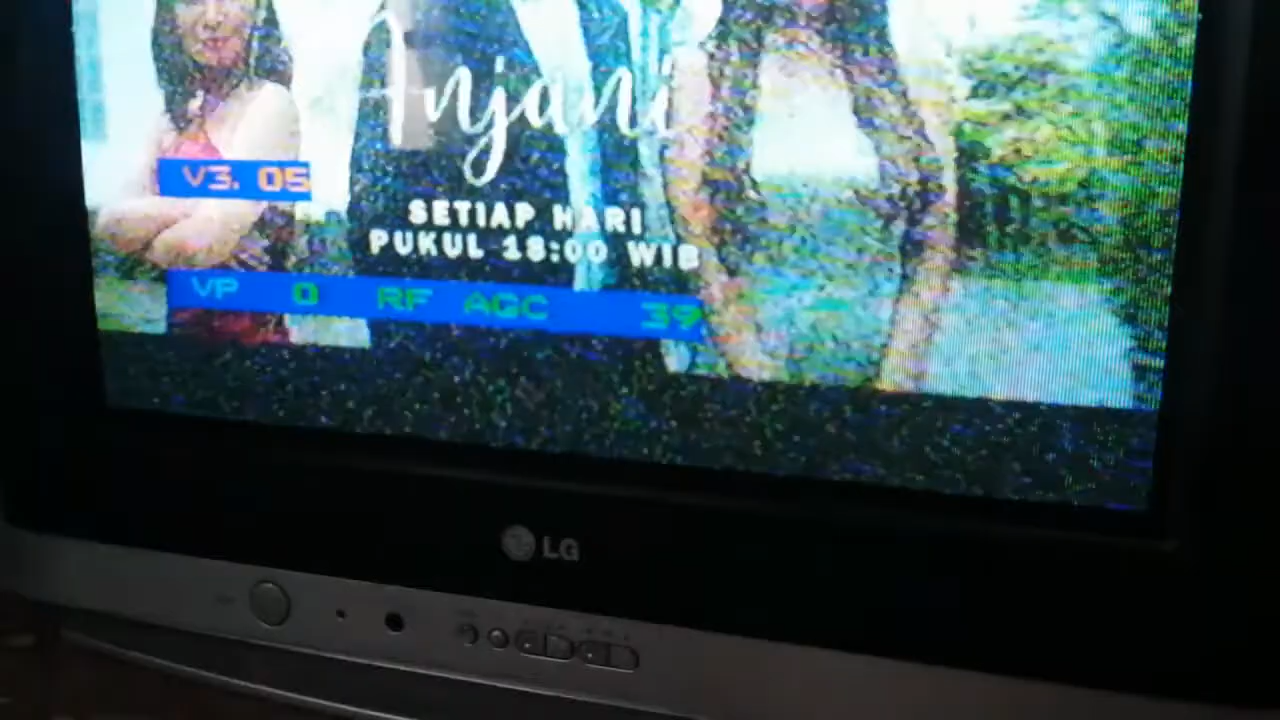 Anjani
V3. 05
SETIAP HARI
PUKUL 18:00 WIB
VP 0 RF AGC 39
LG